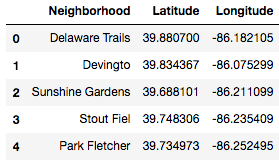 Neighborhood Latitude Longitude
0 Delaware Trails 39.880700 -86.182105
1 Devingto 39.834367 -86.075299
2 Sunshine Gardens 39.688101 -86.211099
3 Stout Fiel 39.748306 -86.235409
4 Park Fletcher 39.734973 -86.252495